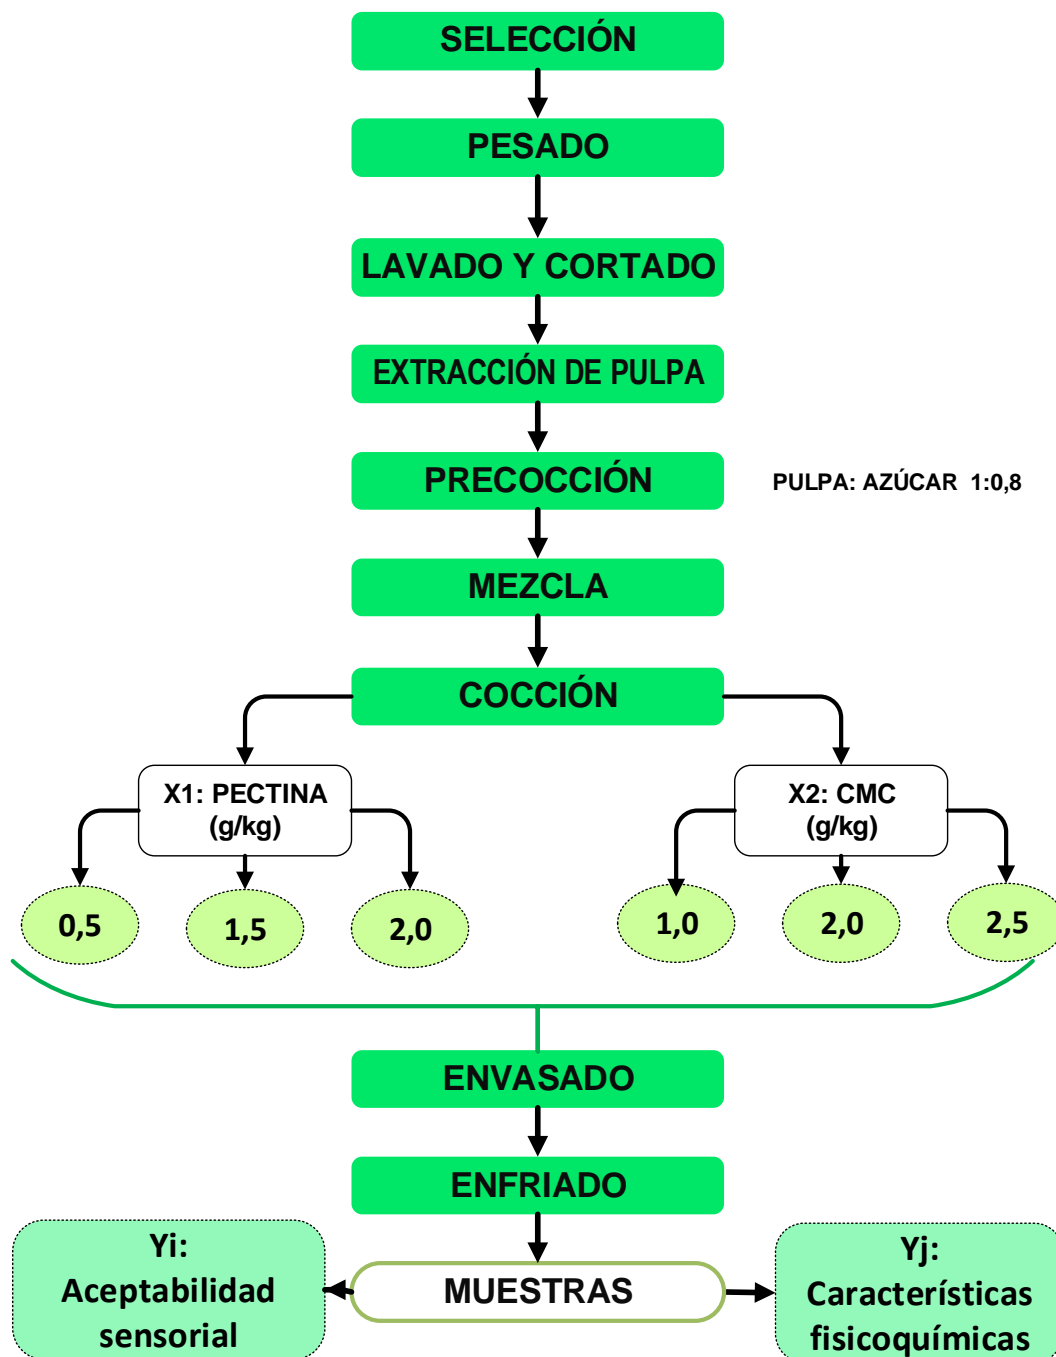 SELECCIÓN
PESADO
LAVADO Y CORTADO
EXTRACCIÓN DE PULPA
PRECOCCIÓN
PULPA: AZÚCAR 1:0,8
MEZCLA
COCCIÓN
X1: PECTINA
(g/kg)
X2: CMC
(g/kg)
0,5
1,5
2,0
1,0
2,0
2,5
ENVASADO
ENFRIADO
Yi:
Aceptabilidad
sensorial
MUESTRAS
Yj:
Características
fisicoquímicas